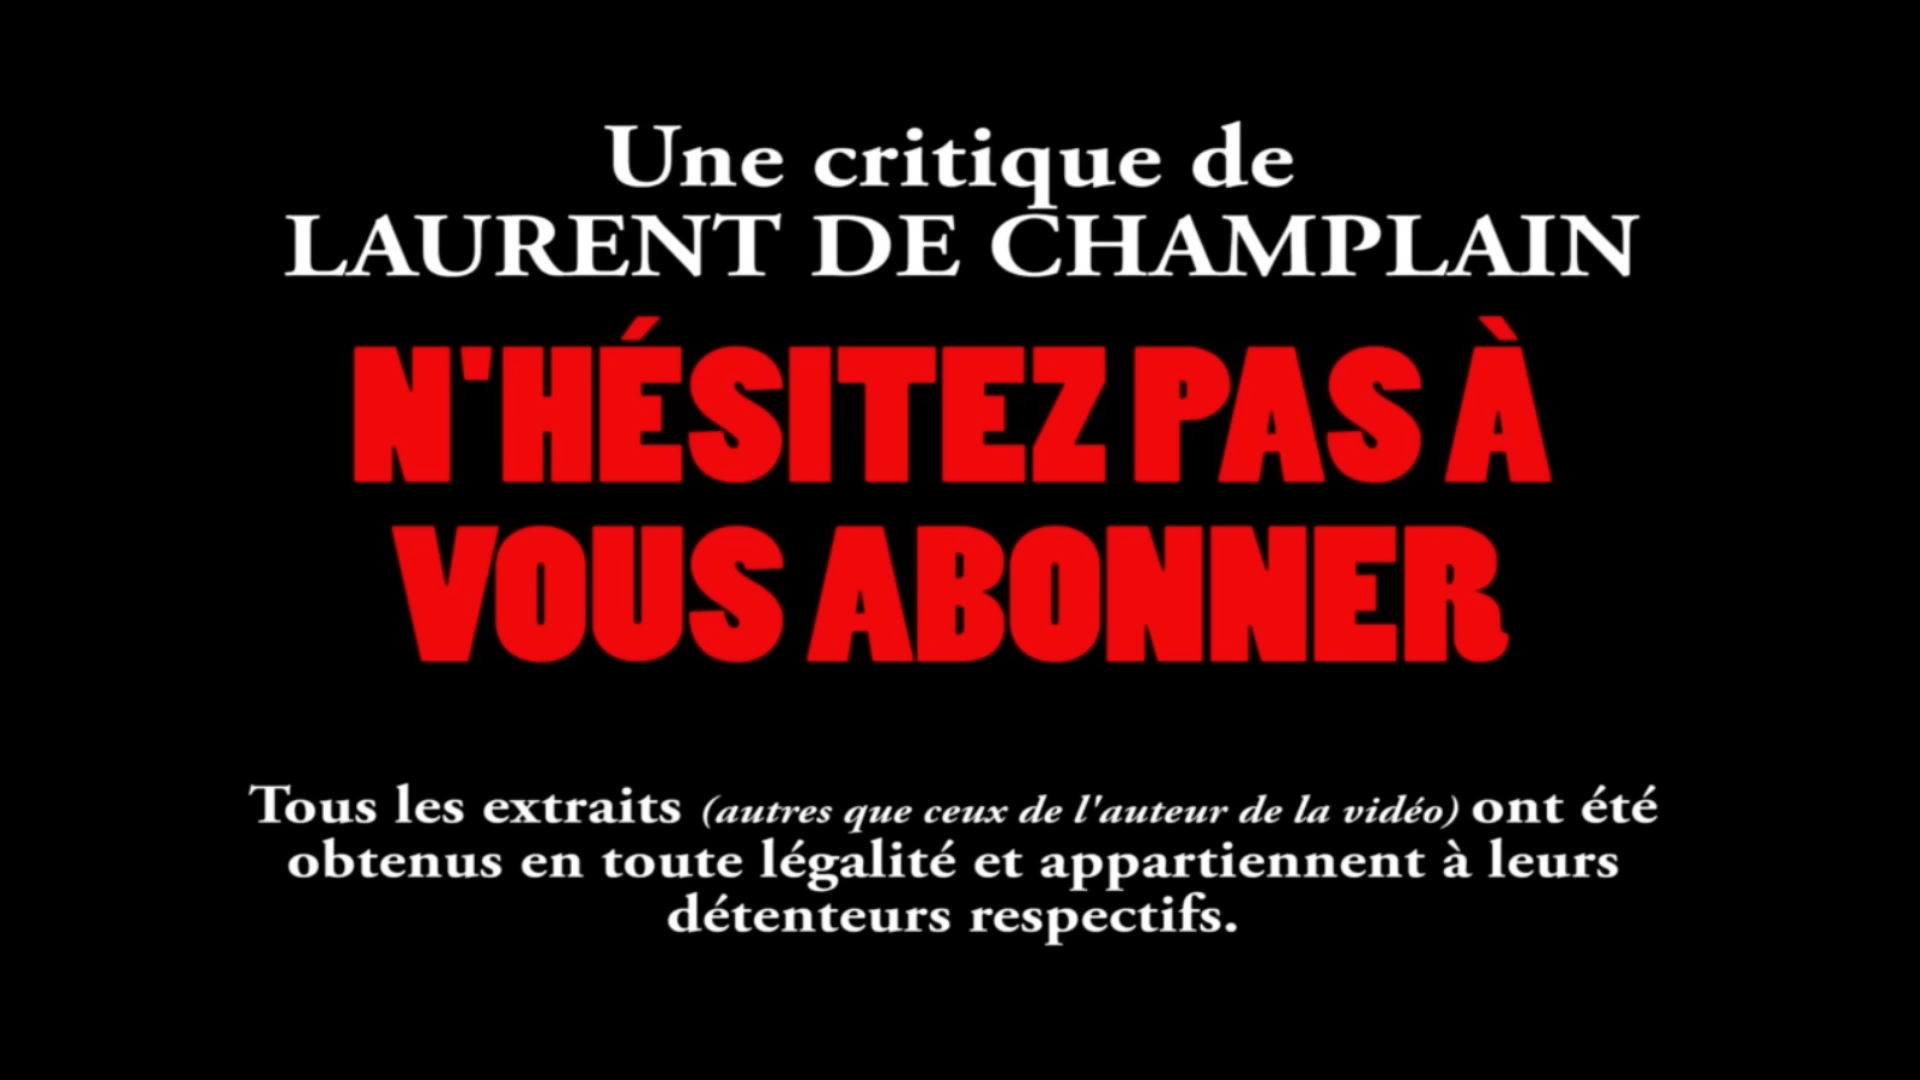 Une critique de
LAURENT DE CHAMPLAIN
N'HÉSITEZ PAS À
VOUS ABONNER
Tous les extraits (autres que ceux de l'auteur de la vidéo) ont été
obtenus en toute légalité et appartiennent à leurs
détenteurs respectifs.